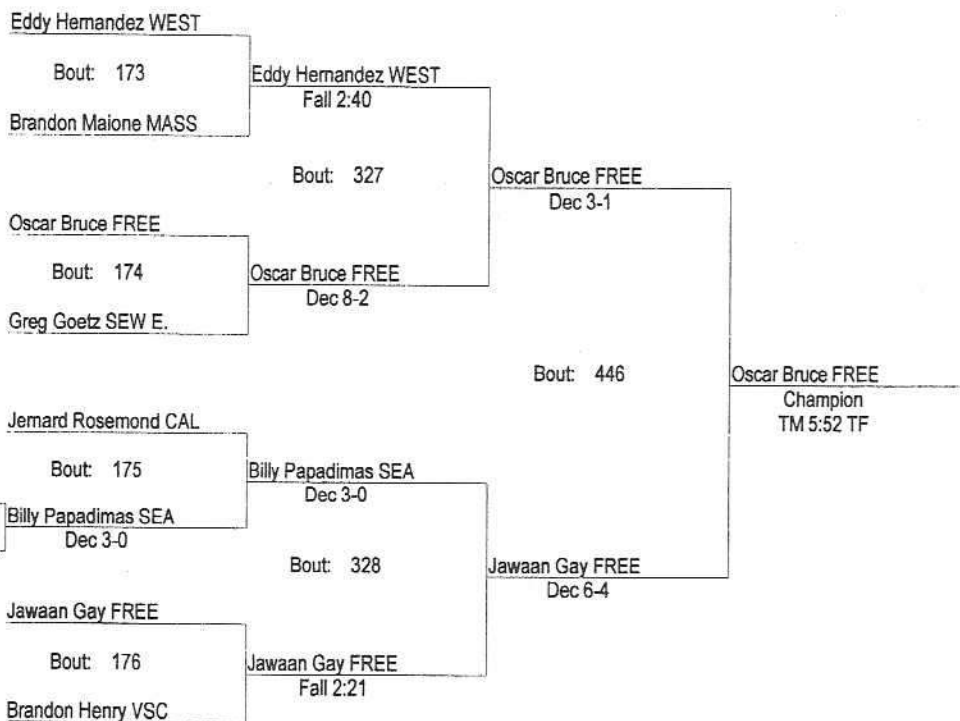 Eddy Hernandez WEST
Bout: 173
Eddy Hernandez WEST
Fall 2:40
Brandon Maione MASS
Bout: 327
Oscar Bruce FREE
Dec 3-1
Oscar Bruce FREE
Bout: 174
Oscar Bruce FREE
Dec 8-2
Greg Goetz SEW E.
Bout: 446
Oscar Bruce FREE
Champion
TM 5:52 TF
Jernard Rosemond CAL
Bout: 175
Billy Papadimas SEA
Dec 3-0
Billy Papadimas SEA
Dec 3-0
Bout: 328
Jawaan Gay FREE
Dec 6-4
Jawaan Gay FREE
Bout: 176
Jawaan Gay FREE
Fall 2:21
Brandon Henry VSC